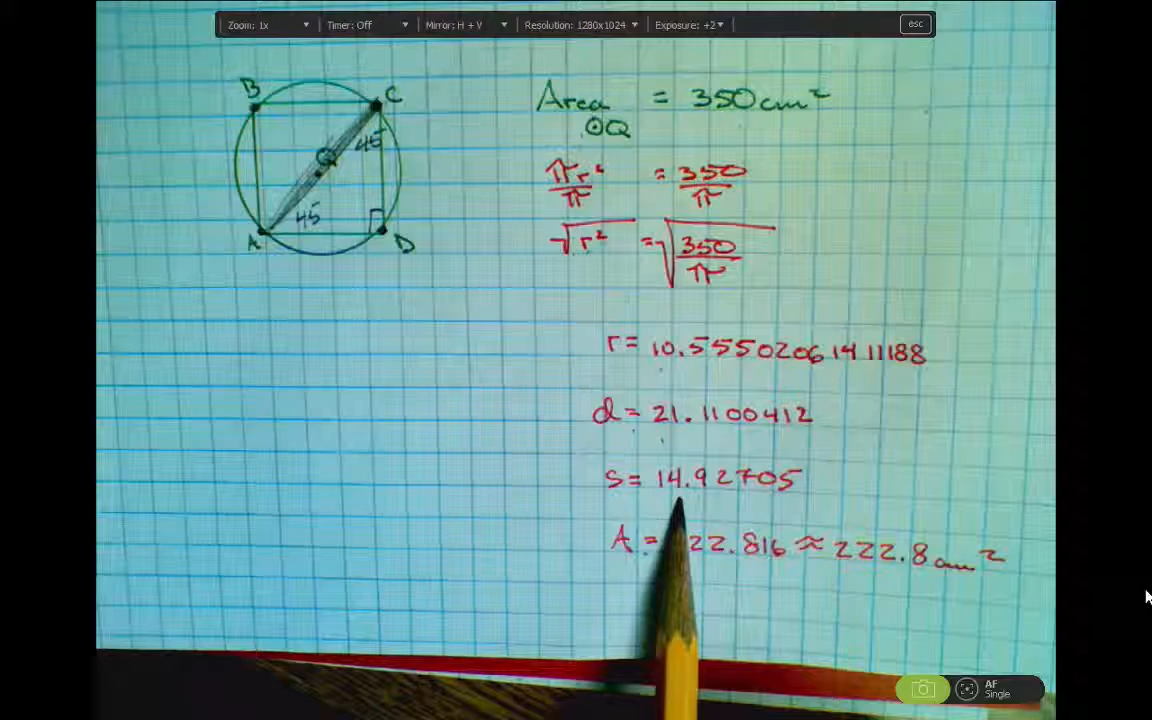 Zoom: 1x Timer: Off Mirror: H + V Resolution: 1280x1024 Exposure: +2 esc
B C
Q
45
45
A D
Area = 350 cm²
⊙Q
πr² = 350
π π
√r² = √350
π
r = 10.55502061411188
d = 21.1100412
s = 14.92705
A = 22.816 ≈ 222.8 cm²
AF
Single